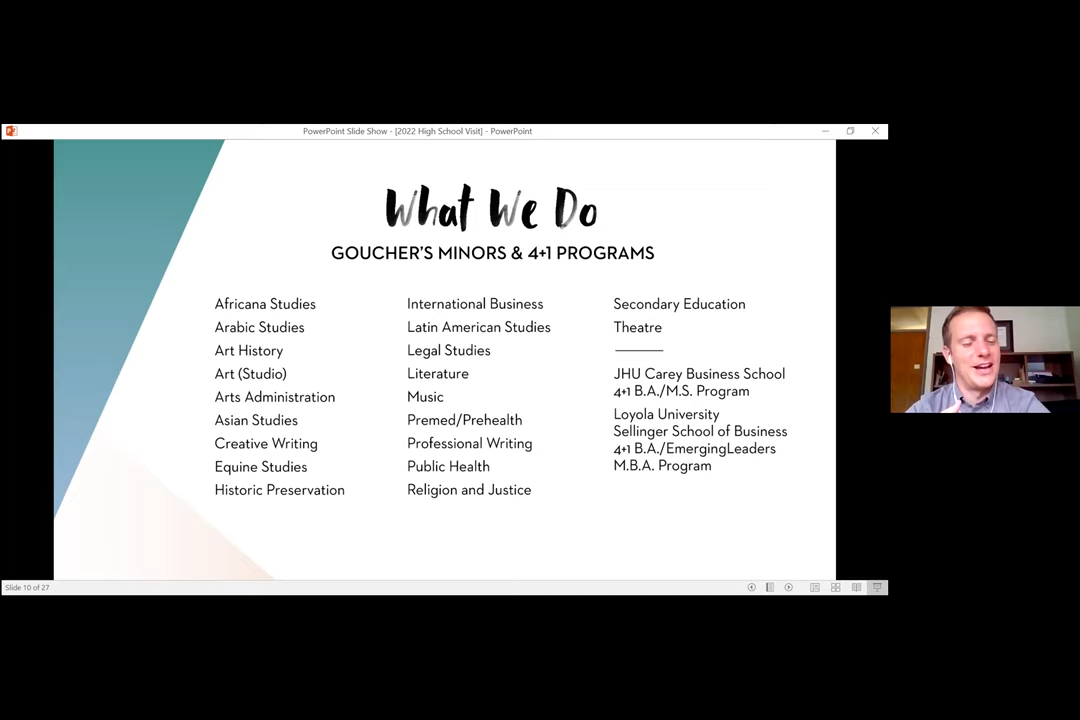 PowerPoint Slide Show - [2022 High School Visit] - PowerPoint
What We Do
GOUCHER'S MINORS & 4+1 PROGRAMS
Africana Studies
Arabic Studies
Art History
Art (Studio)
Arts Administration
Asian Studies
Creative Writing
Equine Studies
Historic Preservation
International Business
Latin American Studies
Legal Studies
Literature
Music
Premed/Prehealth
Professional Writing
Public Health
Religion and Justice
Secondary Education
Theatre
JHU Carey Business School
4+1 B.A./M.S. Program
Loyola University
Sellinger School of Business
4+1 B.A./EmergingLeaders
M.B.A. Program
Slide 10 of 27